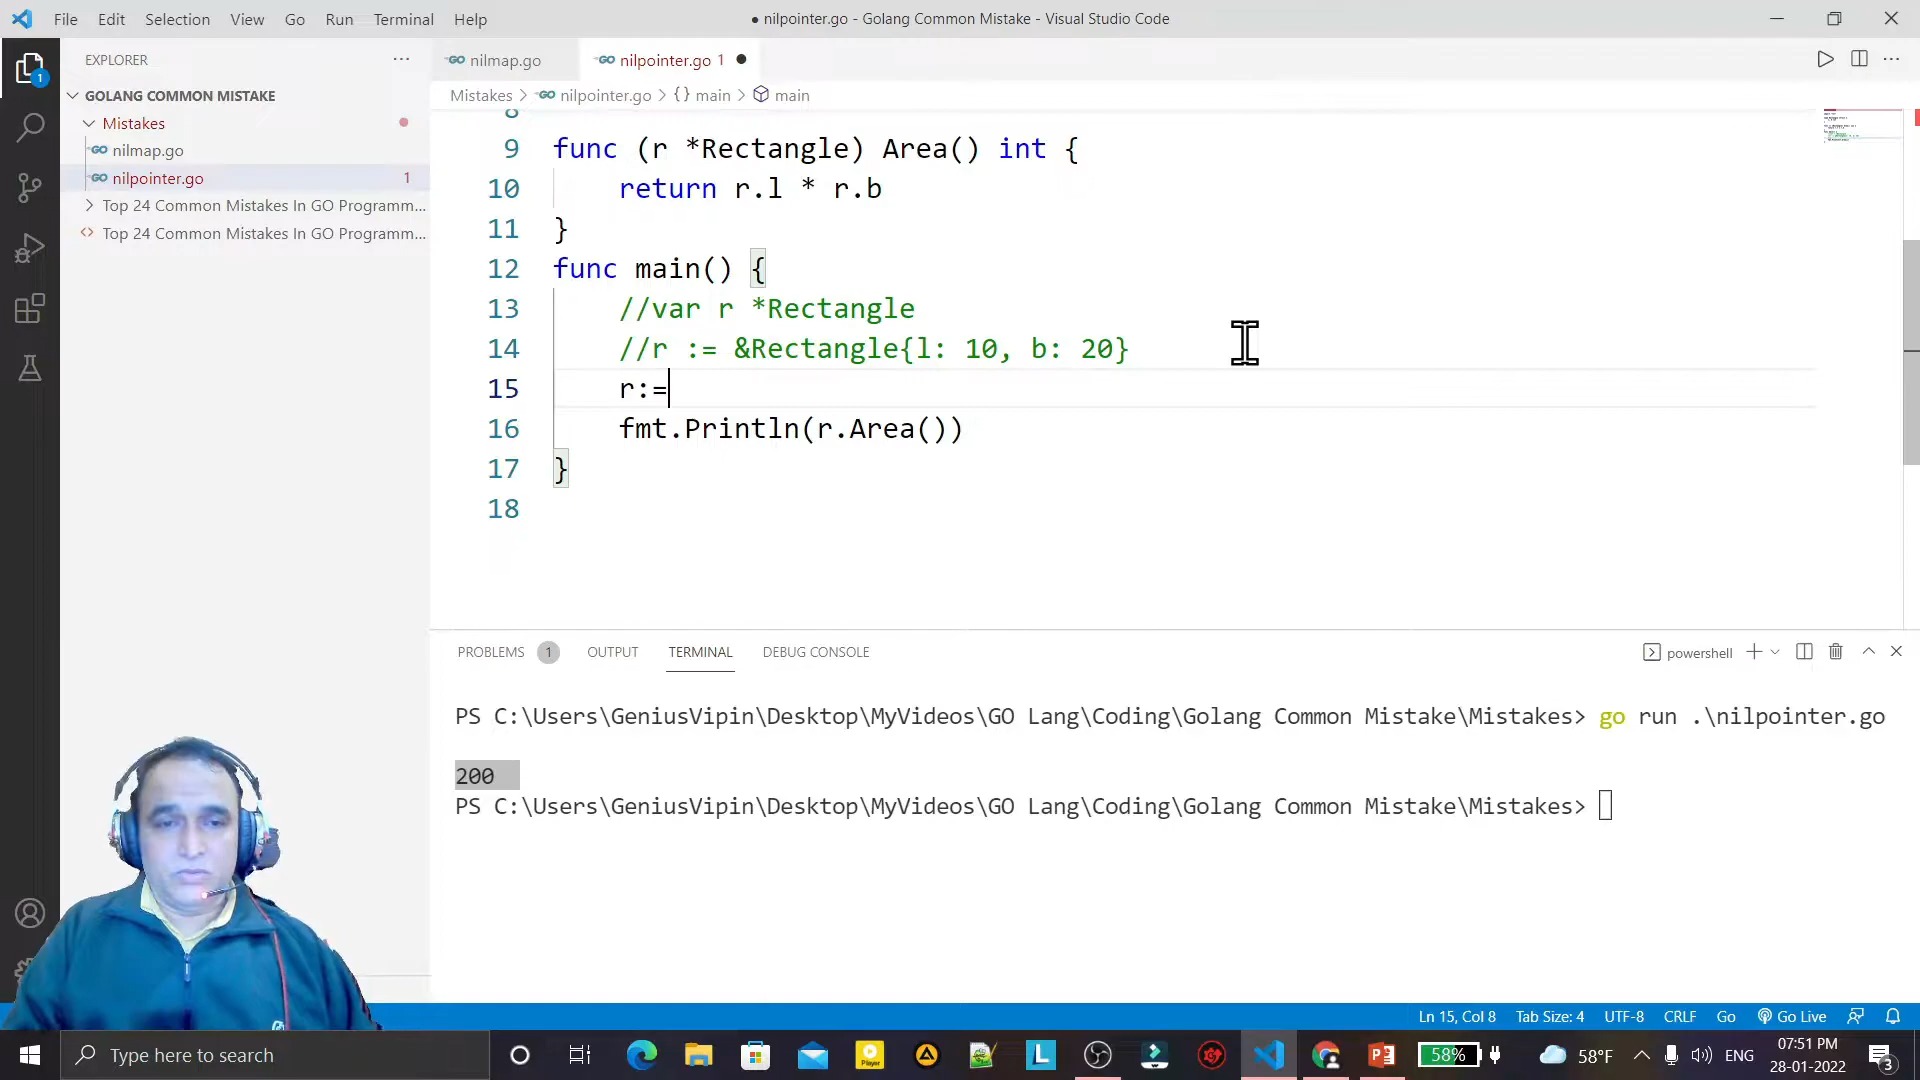 File Edit Selection View Go Run Terminal Help
● nilpointer.go - Golang Common Mistake - Visual Studio Code
EXPLORER
nilmap.go
nilpointer.go 1
1
GOLANG COMMON MISTAKE
Mistakes
nilmap.go
nilpointer.go 1
Top 24 Common Mistakes In GO Programm...
Top 24 Common Mistakes In GO Programm...
Mistakes > nilpointer.go > {} main > main
8
9 func (r *Rectangle) Area() int {
10 return r.l * r.b
11 }
12 func main() {
13 //var r *Rectangle
14 //r := &Rectangle{l: 10, b: 20}
15 r:=
16 fmt.Println(r.Area())
17 }
18
PROBLEMS 1 OUTPUT TERMINAL DEBUG CONSOLE
powershell
PS C:\Users\GeniusVipin\Desktop\MyVideos\GO Lang\Coding\Golang Common Mistake\Mistakes> go run .\nilpointer.go
200
PS C:\Users\GeniusVipin\Desktop\MyVideos\GO Lang\Coding\Golang Common Mistake\Mistakes>
Ln 15, Col 8 Tab Size: 4 UTF-8 CRLF Go Go Live
Type here to search
Player
L
58%
58°F
ENG
07:51 PM
28-01-2022
3